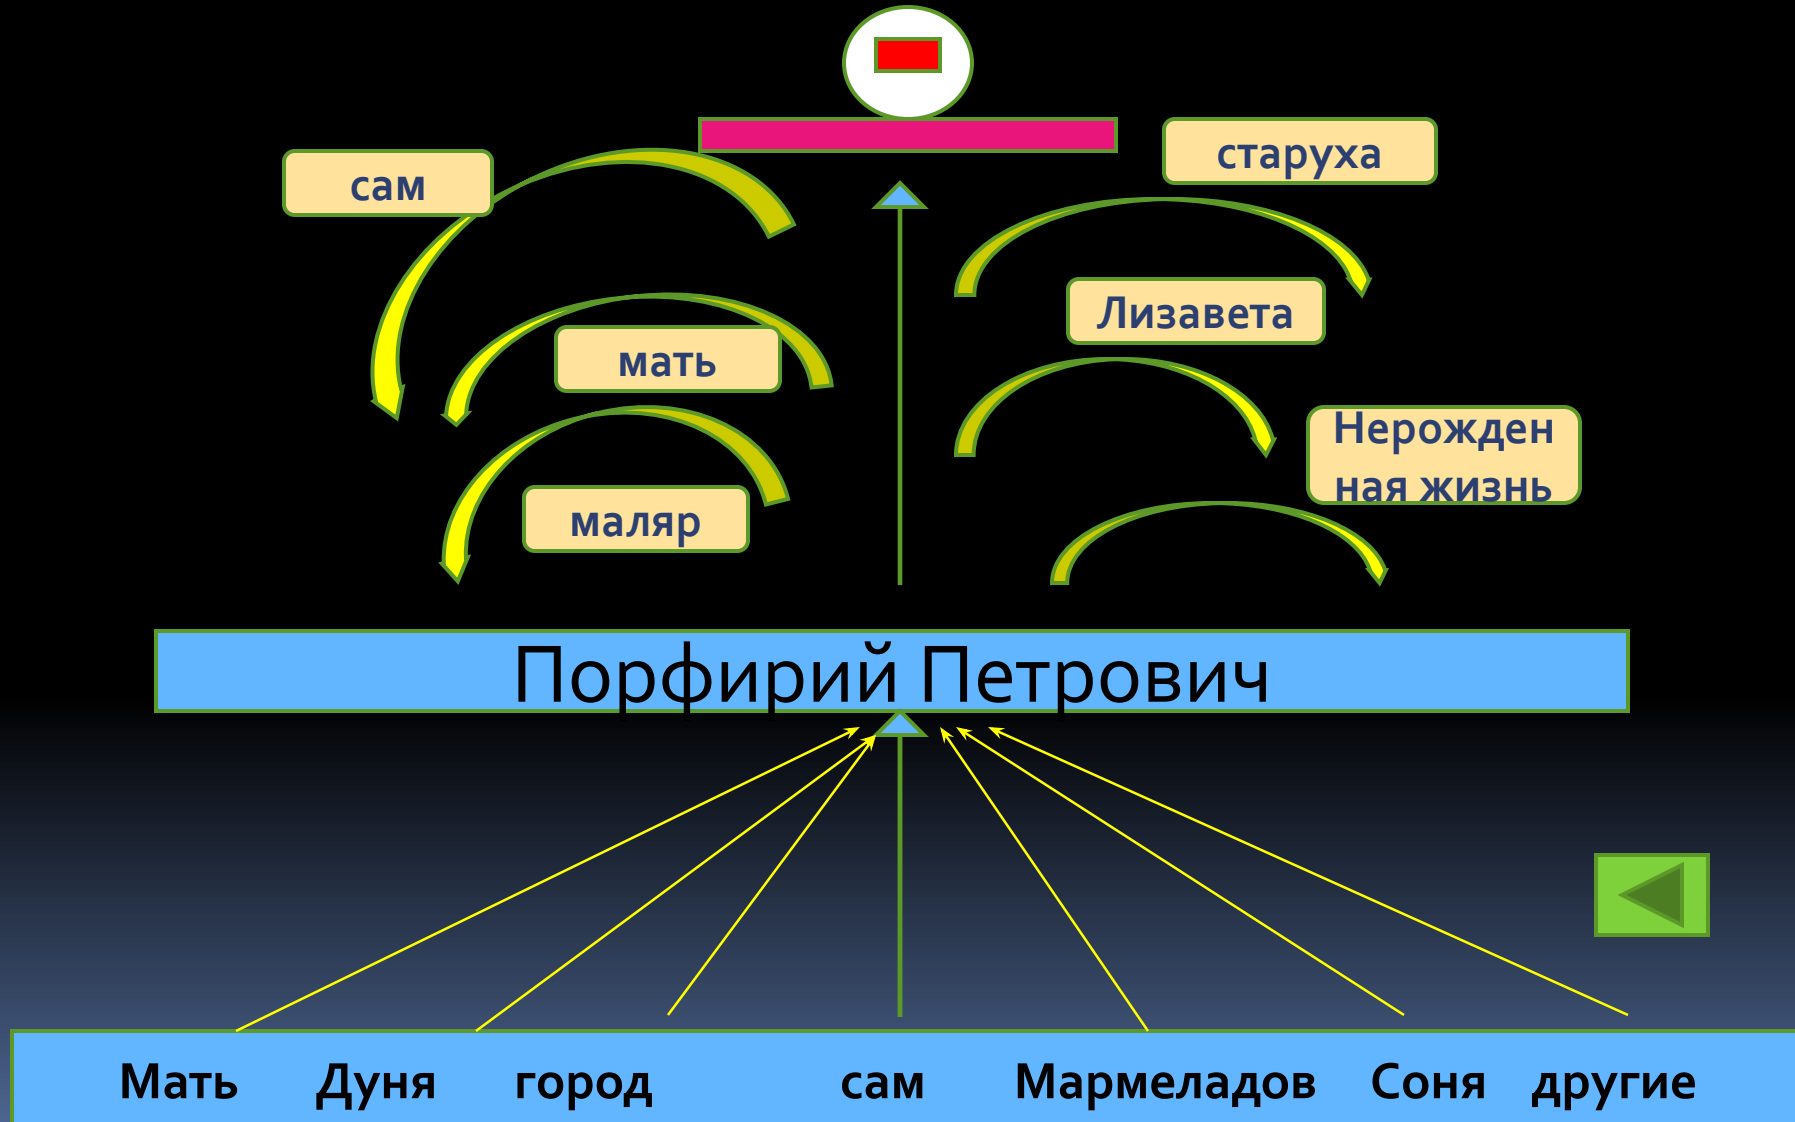 старуха
сам
Лизавета
мать
Нерожден
ная жизнь
маляр
Порфирий Петрович
Мать Дуня город сам Мармеладов Соня другие